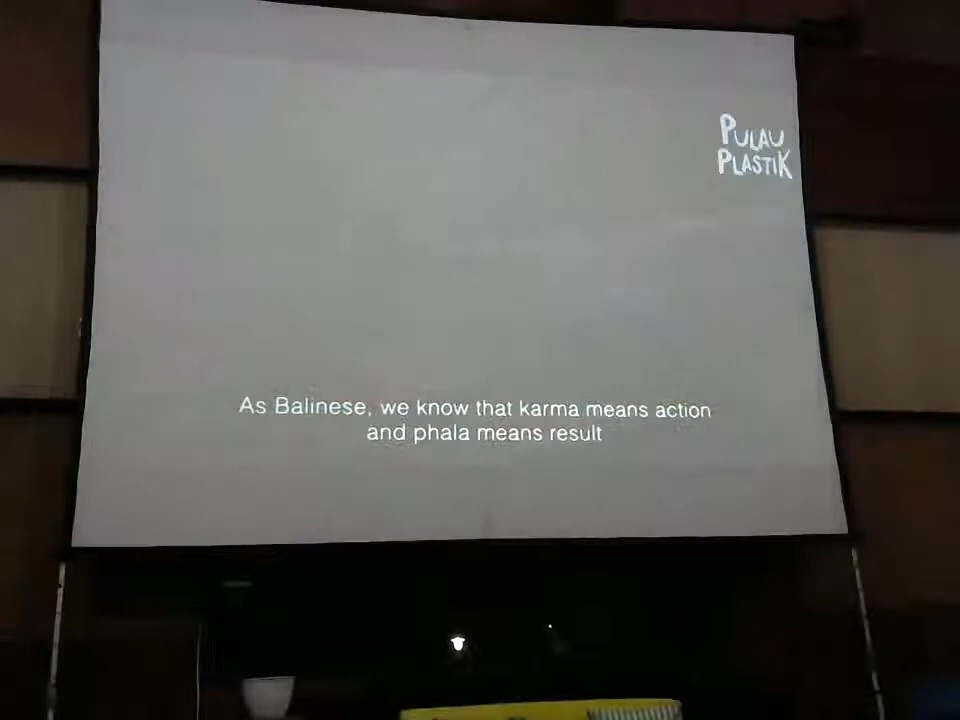 PULAU
PLASTIK
As Balinese, we know that karma means action
and phala means result